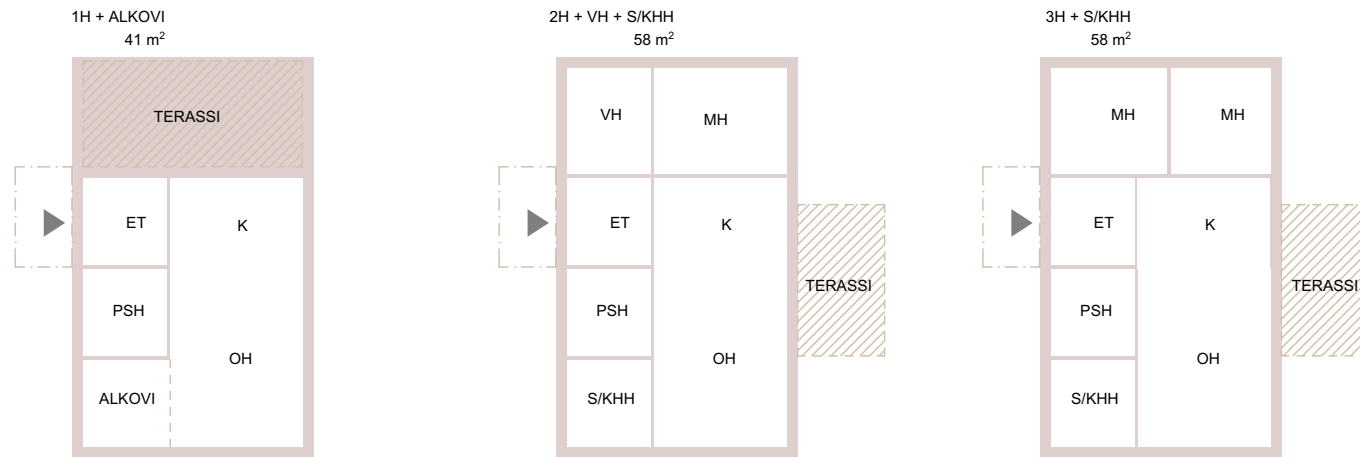 1H + ALKOVI
41 m²
TERASSI
ET
K
PSH
OH
ALKOVI
2H + VH + S/KHH
58 m²
VH
MH
ET
K
TERASSI
PSH
OH
S/KHH
3H + S/KHH
58 m²
MH
MH
ET
K
TERASSI
PSH
OH
S/KHH